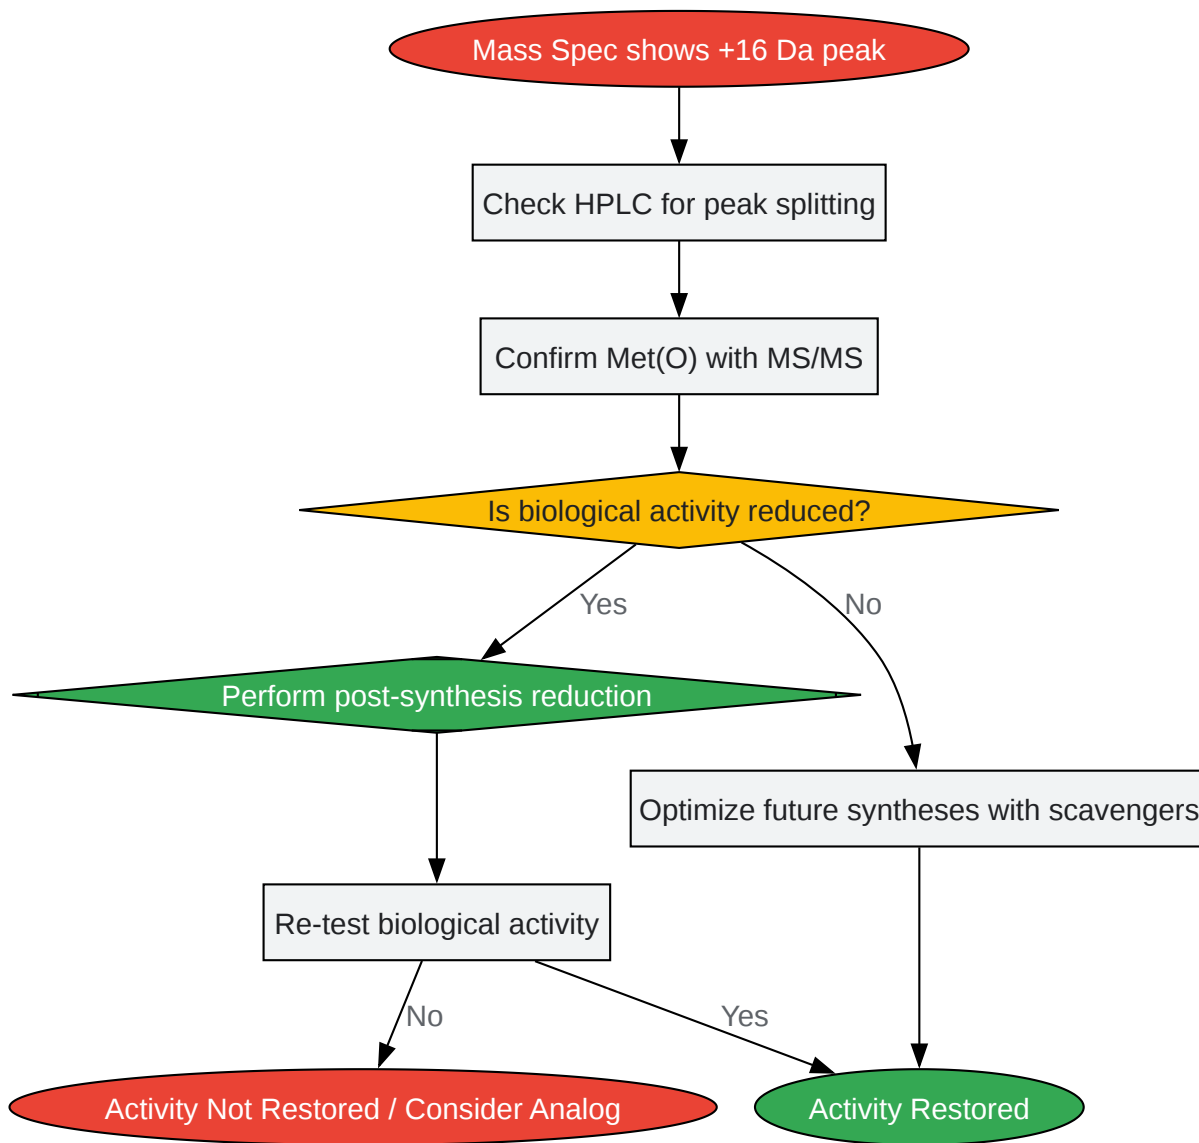 Mass Spec shows +16 Da peak
Check HPLC for peak splitting
Confirm Met(O) with MS/MS
Is biological activity reduced?
Yes
No
Perform post-synthesis reduction
Optimize future syntheses with scavengers
Re-test biological activity
No
Yes
Activity Not Restored / Consider Analog
Activity Restored